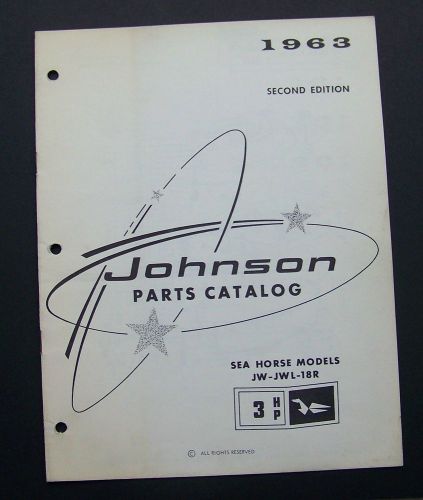 1963
SECOND EDITION
Johnson
PARTS CATALOG
SEA HORSE MODELS
JW-JWL-18R
3 HP
© ALL RIGHTS RESERVED